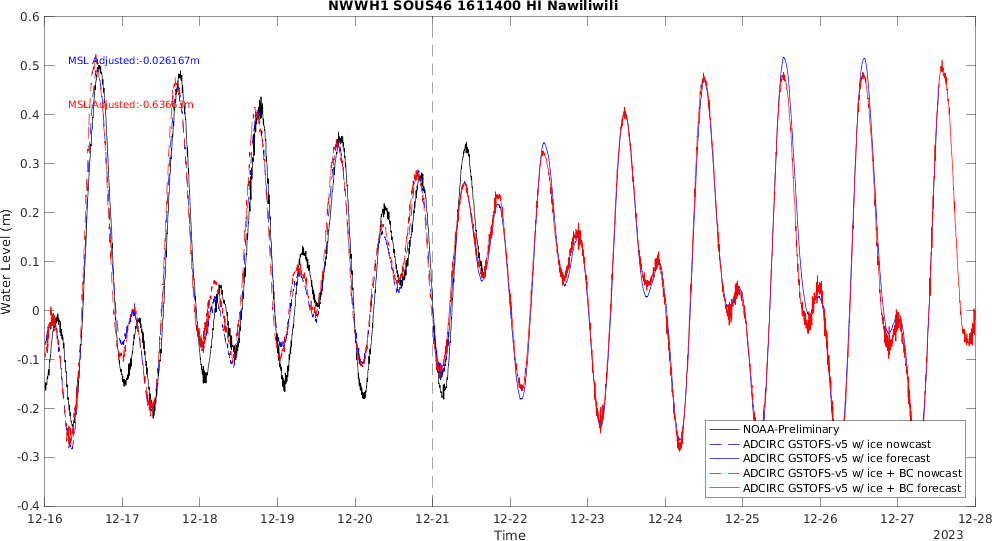 NWWH1 SOUS46 1611400 HI Nawiliwili
0.6
0.5
0.4
0.3
0.2
0.1
0
-0.1
-0.2
-0.3
-0.4
Water Level (m)
MSL Adjusted:-0.026167m
MSL Adjusted:
NOAA-Preliminary
ADCIRC GSTOFS-v5 w/ ice nowcast
ADCIRC GSTOFS-v5 w/ ice forecast
ADCIRC GSTOFS-v5 w/ ice + BC nowcast
ADCIRC GSTOFS-v5 w/ ice + BC forecast
12-16 12-17 12-18 12-19 12-20 12-21 12-22 12-23 12-24 12-25 12-26 12-27 12-28
Time
2023